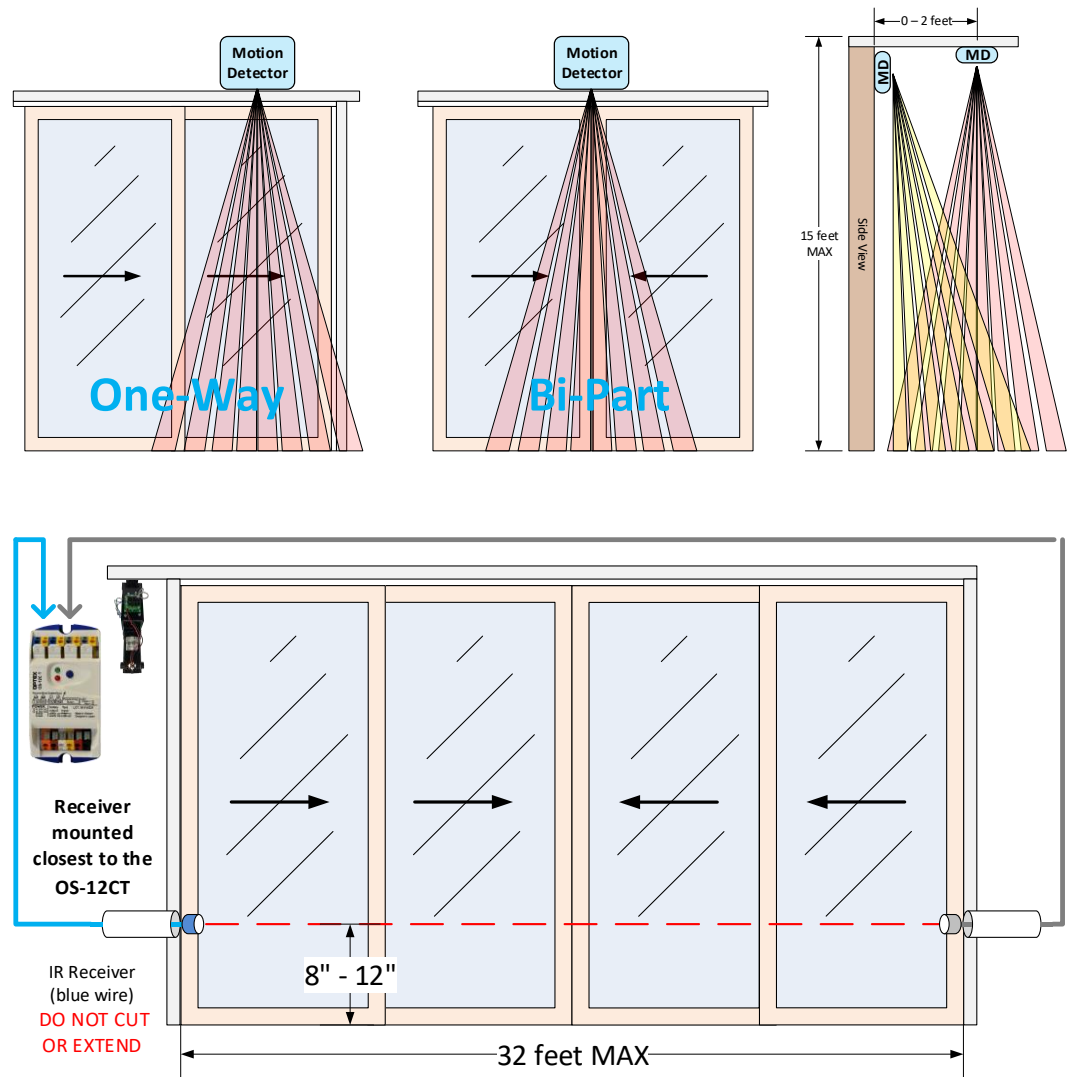 Motion
Detector
Motion
Detector
0 – 2 feet
MD
MD
15 feet
MAX
Side View
One-Way
Bi-Part
Receiver
mounted
closest to the
OS-12CT
IR Receiver
(blue wire)
DO NOT CUT
OR EXTEND
8" - 12"
32 feet MAX